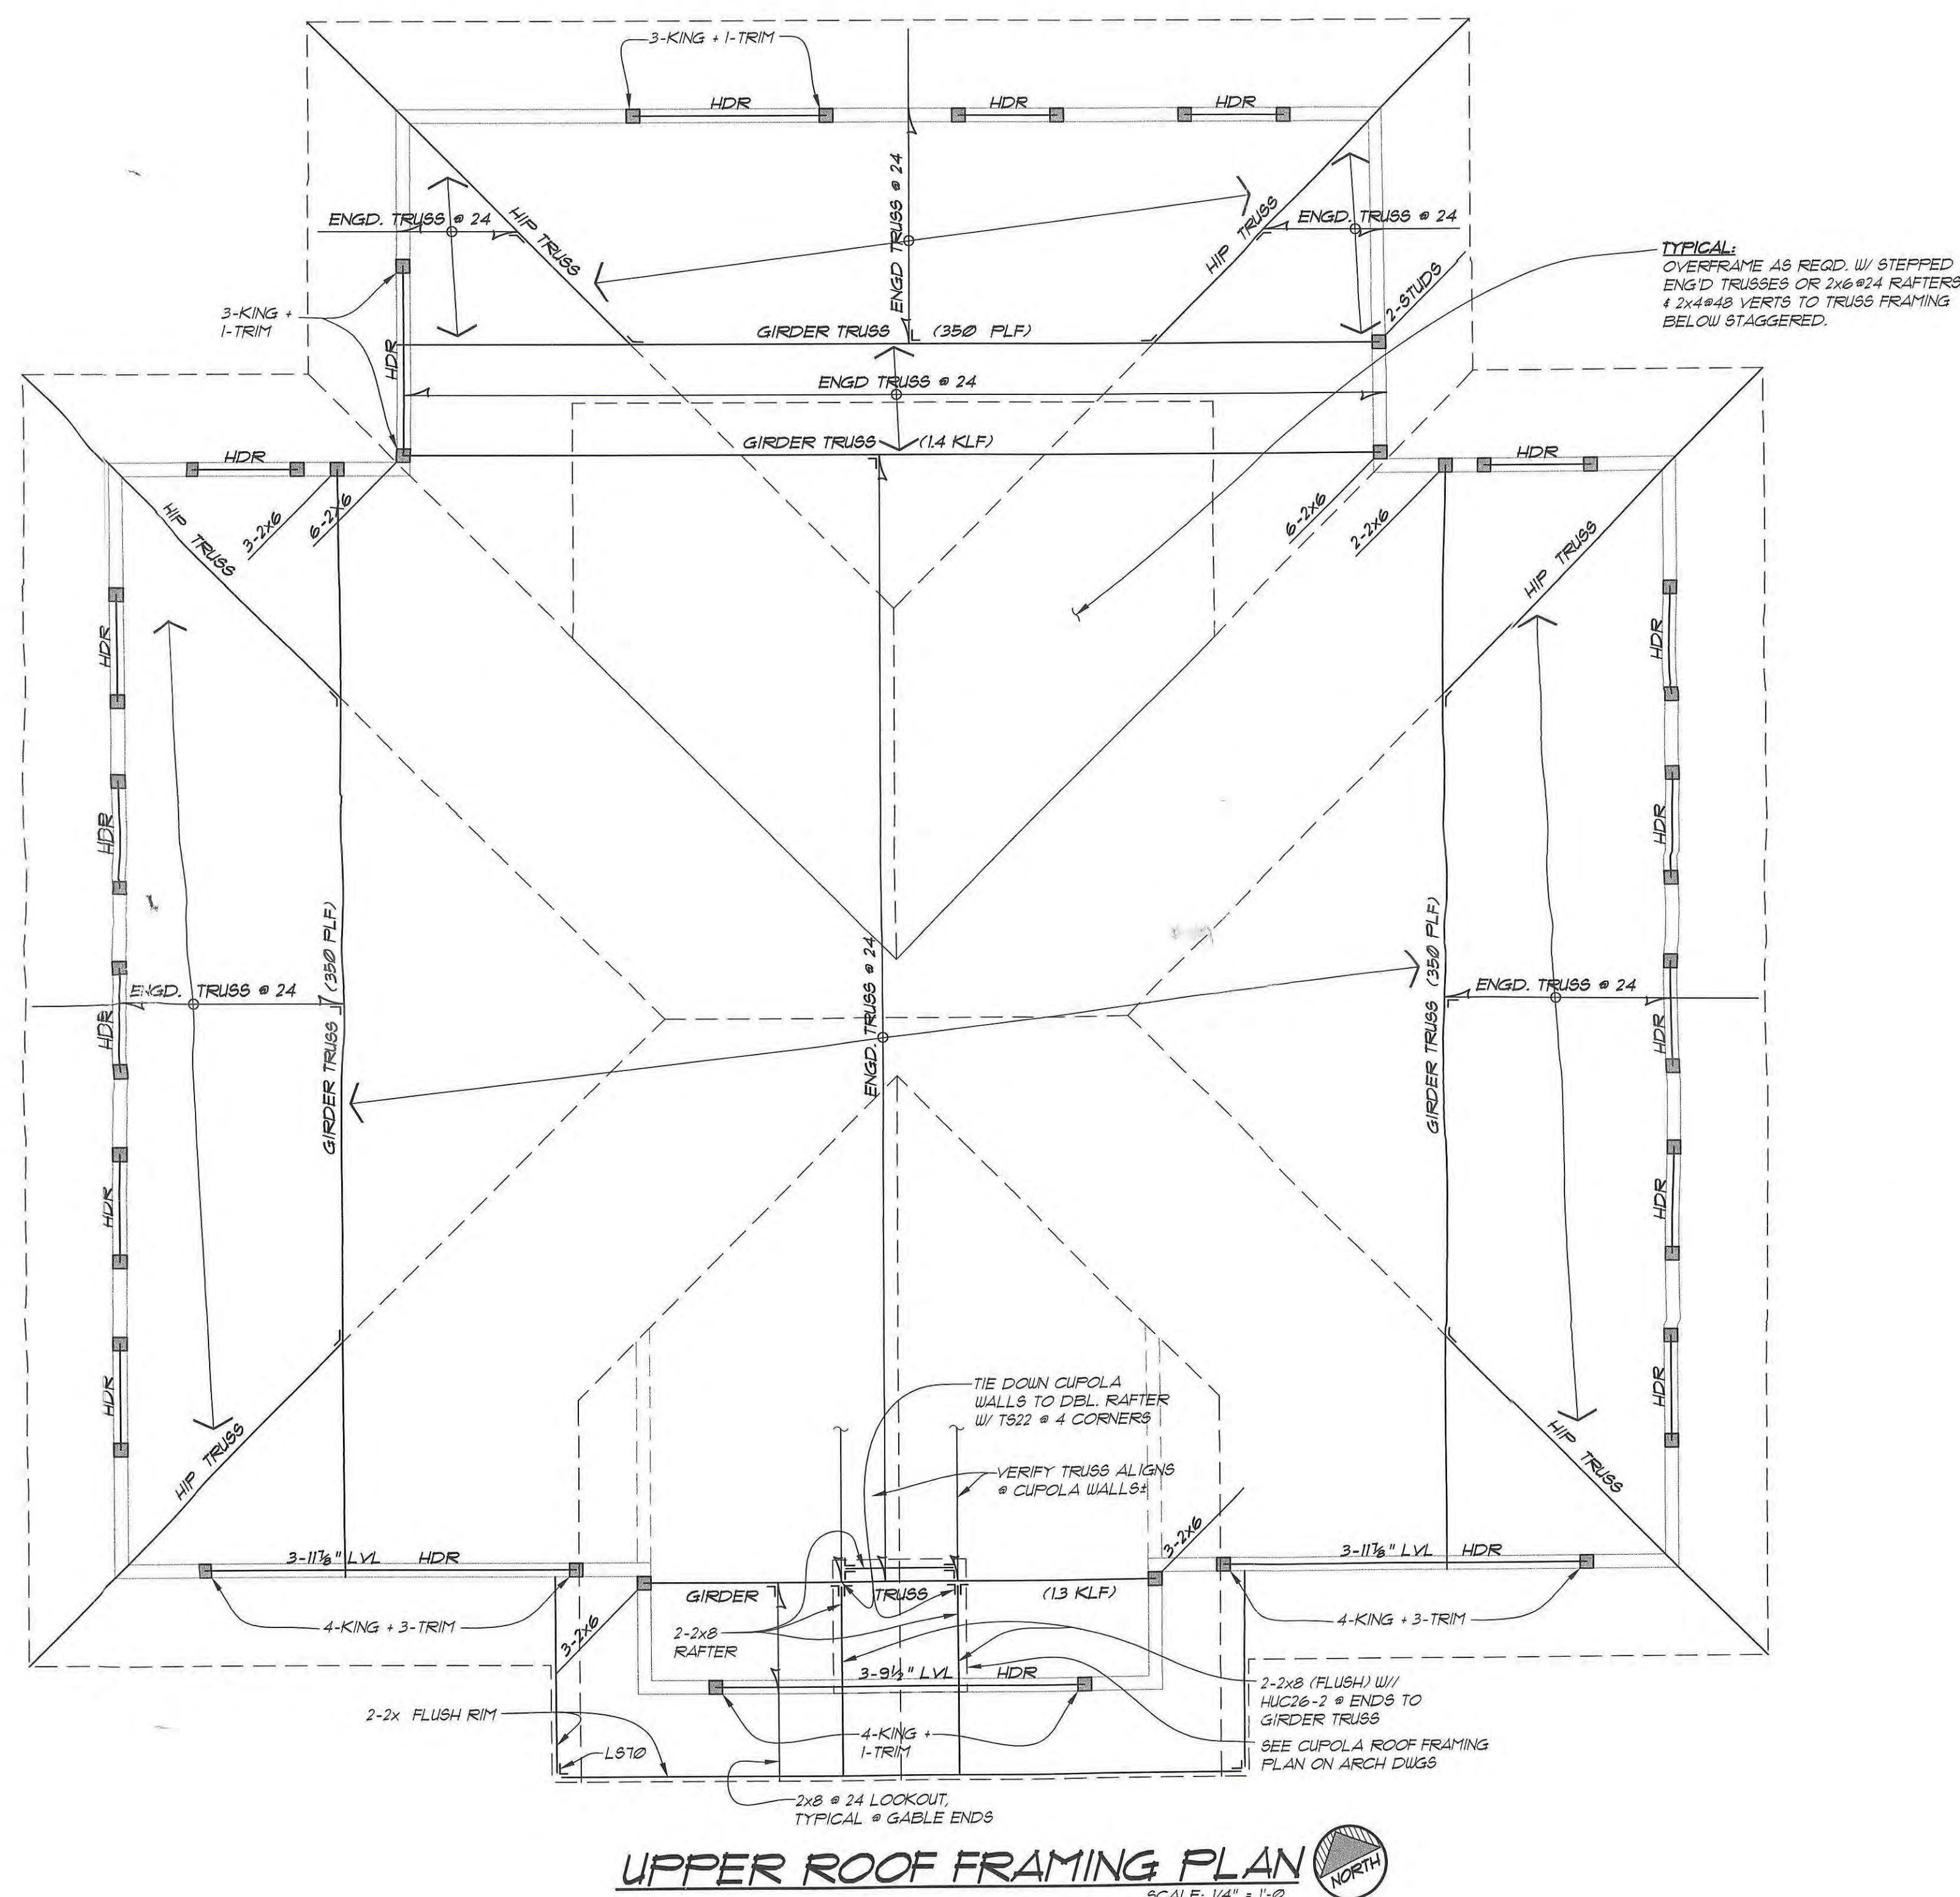 3-KING + 1-TRIM
HDR
HDR
HDR
ENGD TRUSS @ 24
ENGD. TRUSS @ 24
HIP TRUSS
HIP TRUSS
ENGD. TRUSS @ 24
2-STUDS
TYPICAL:
OVERFRAME AS REQD. W/ STEPPED
ENG'D TRUSSES OR 2x6@24 RAFTERS
& 2x4@48 VERTS TO TRUSS FRAMING
BELOW STAGGERED.
3-KING +
1-TRIM
HDR
GIRDER TRUSS (350 PLF)
ENGD TRUSS @ 24
GIRDER TRUSS (1.4 KLF)
HDR
HDR
HIP TRUSS
3-2x6
6-2x6
6-2x6
2-2x6
HIP TRUSS
HDR
HDR
HDR
HDR
HDR
HDR
HDR
HDR
HDR
HDR
ENGD. TRUSS @ 24
GIRDER TRUSS (350 PLF)
ENGD. TRUSS @ 24
GIRDER TRUSS (350 PLF)
ENGD. TRUSS @ 24
HIP TRUSS
HIP TRUSS
TIE DOWN CUPOLA
WALLS TO DBL. RAFTER
W/ TS22 @ 4 CORNERS
VERIFY TRUSS ALIGNS
@ CUPOLA WALLS±
3-11⅞" LVL HDR
3-11⅞" LVL HDR
3-2x6
GIRDER TRUSS (1.3 KLF)
4-KING + 3-TRIM
4-KING + 3-TRIM
3-2x6
2-2x8
RAFTER
3-9½" LVL HDR
2-2x8 (FLUSH) W//
HUC26-2 @ ENDS TO
GIRDER TRUSS
2-2x FLUSH RIM
4-KING +
1-TRIM
SEE CUPOLA ROOF FRAMING
PLAN ON ARCH DWGS
LS70
2x8 @ 24 LOOKOUT,
TYPICAL @ GABLE ENDS
UPPER ROOF FRAMING PLAN
NORTH
SCALE: 1/4" = 1'-0